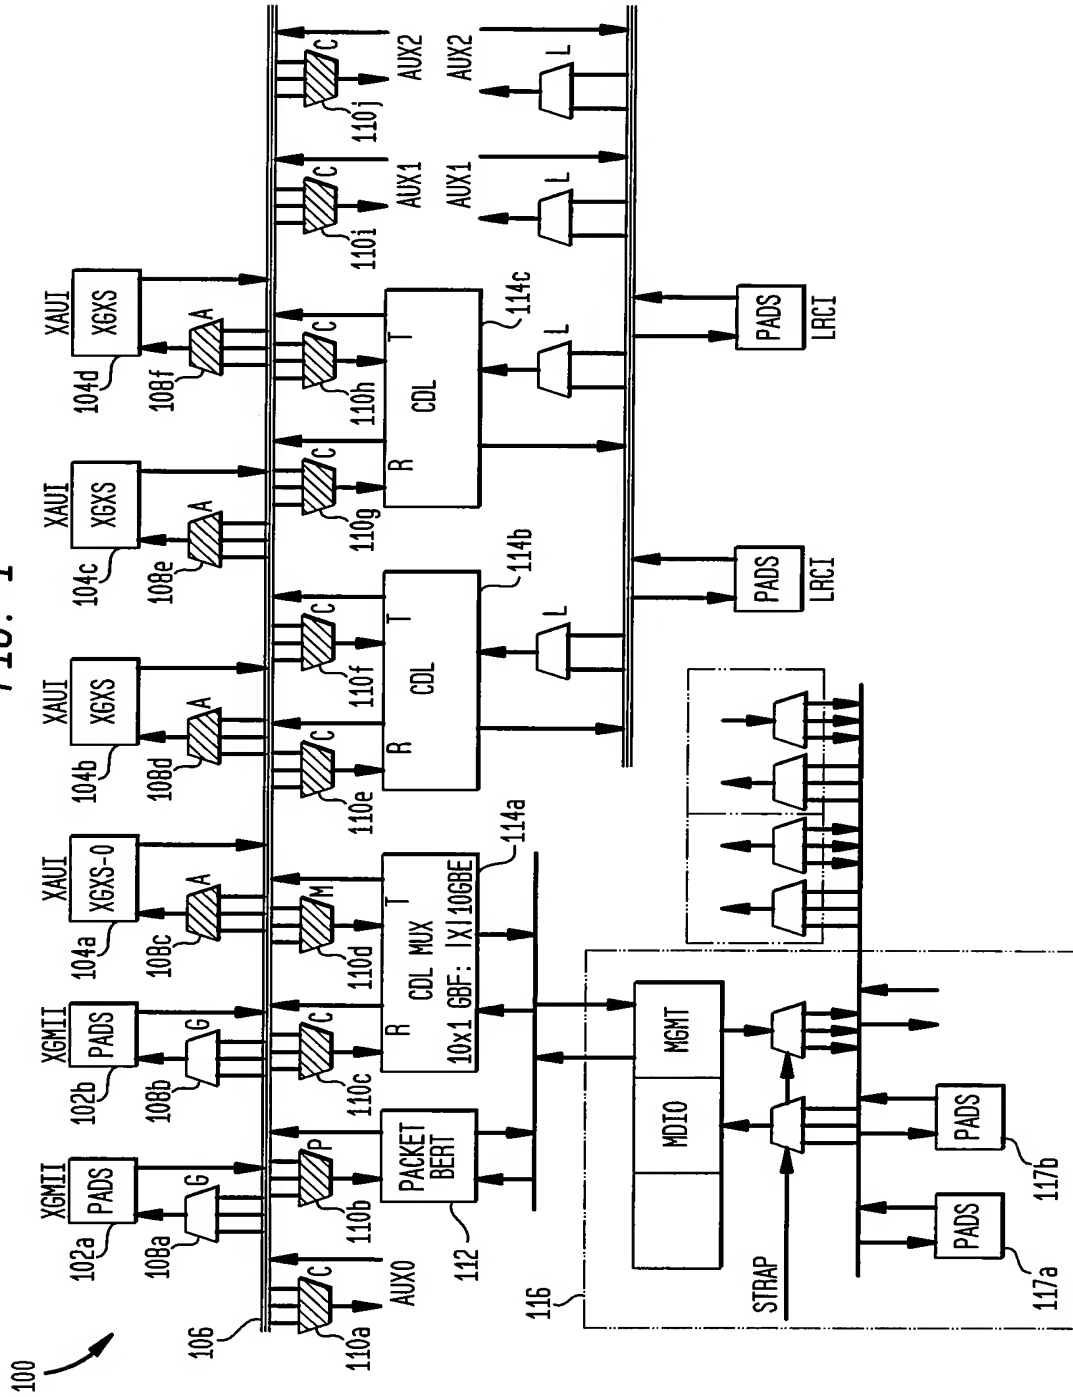 FIG. 1
100
XGMII
PADS
102a
108a
G
XGMII
PADS
102b
108b
G
XAUI
XGXS-0
104a
108c
A
XAUI
XGXS
104b
108d
A
XAUI
XGXS
104c
108e
A
XAUI
XGXS
104d
108f
A
106
110a
C
AUX0
110b
P
110c
C
110d
M
110e
C
110f
C
110g
C
110h
C
110i
C
AUX1
110j
C
AUX2
PACKET
BERT
112
R
T
CDL MUX
10x1 GBF: |X|10GBE
114a
R
T
CDL
114b
R
T
CDL
114c
L
L
L
AUX1
L
AUX2
PADS
LRCI
PADS
LRCI
116
MDIO
MGMT
STRAP
PADS
117a
PADS
117b